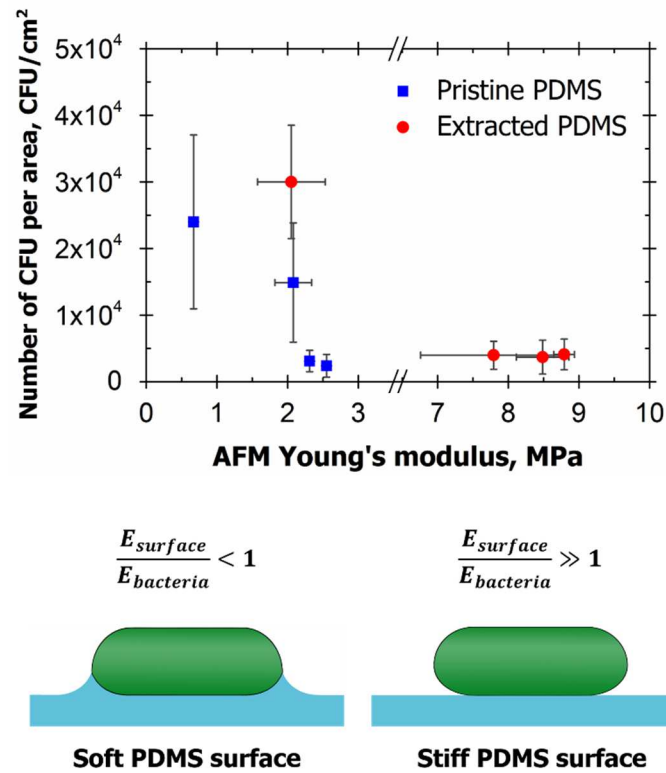 Number of CFU per area, CFU/cm²
5x10⁴
4x10⁴
3x10⁴
2x10⁴
1x10⁴
0
Pristine PDMS
Extracted PDMS
0 1 2 3 7 8 9 10
AFM Young's modulus, MPa
E_surface / E_bacteria < 1
E_surface / E_bacteria ≫ 1
Soft PDMS surface
Stiff PDMS surface